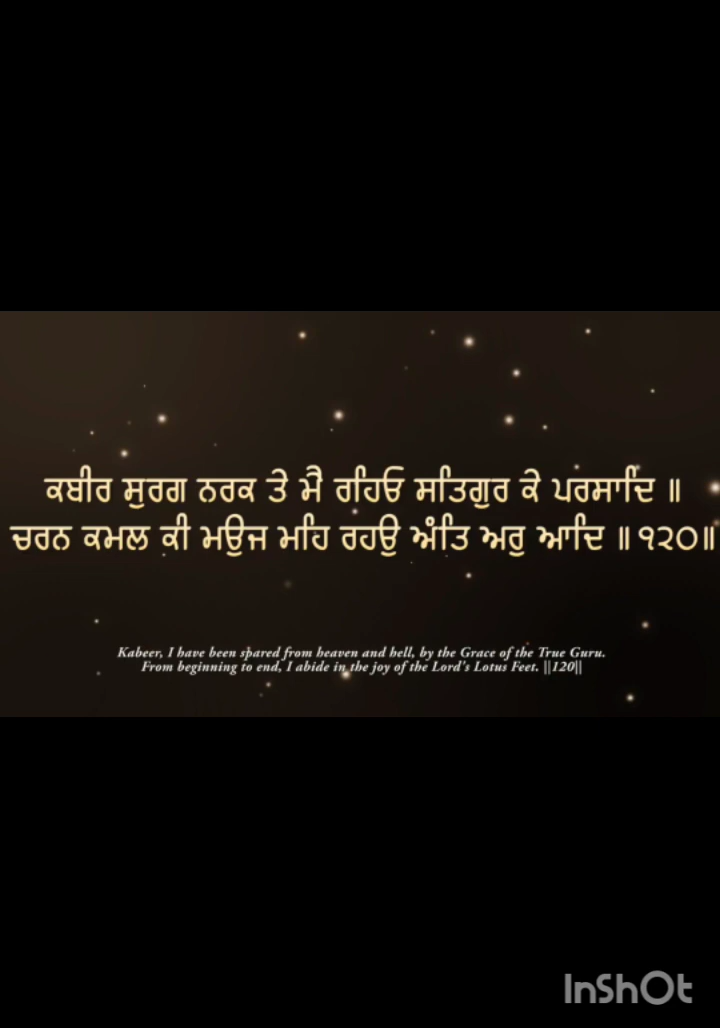 ਕਬੀਰ ਸੁਰਗ ਨਰਕ ਤੇ ਮੈ ਰਹਿਓ ਸਤਿਗੁਰ ਕੇ ਪਰਸਾਦਿ ॥
ਚਰਨ ਕਮਲ ਕੀ ਮਉਜ ਮਹਿ ਰਹਉ ਅੰਤਿ ਅਰੁ ਆਦਿ ॥੧੨੦॥
Kabeer, I have been spared from heaven and hell, by the Grace of the True Guru.
From beginning to end, I abide in the joy of the Lord's Lotus Feet. ||120||
InShOt